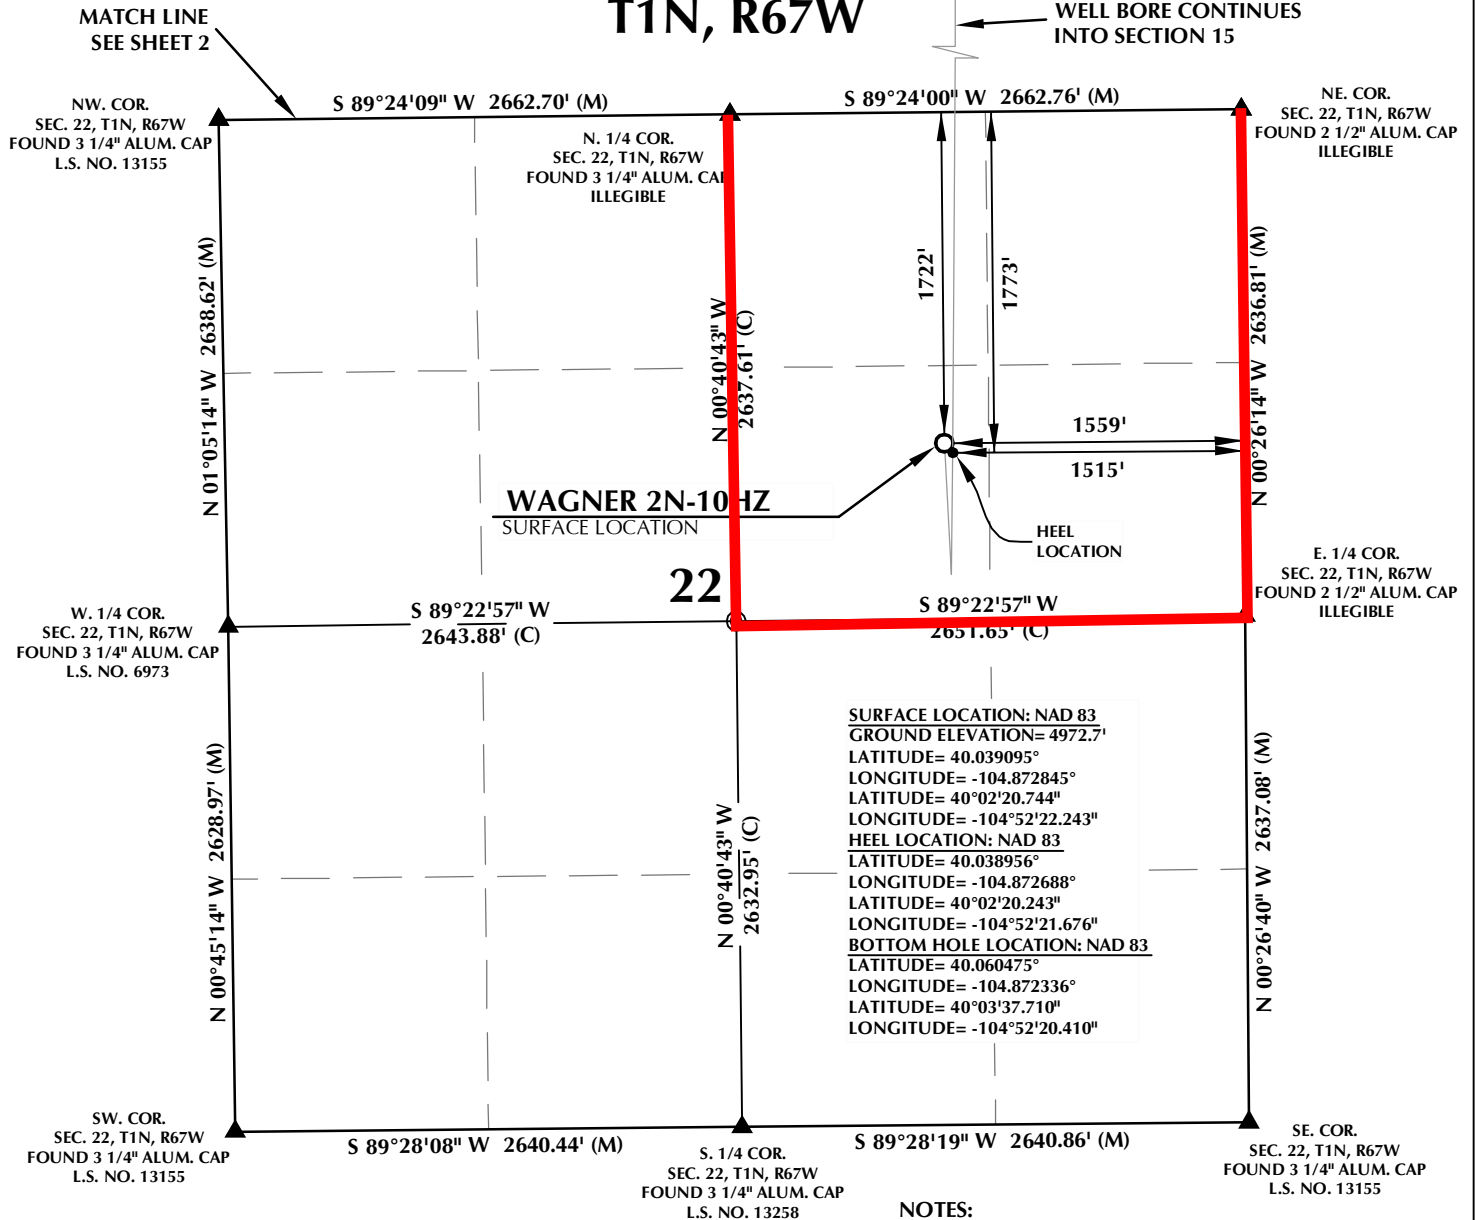 T1N, R67W
MATCH LINE
SEE SHEET 2
WELL BORE CONTINUES
INTO SECTION 15
NW. COR.
SEC. 22, T1N, R67W
FOUND 3 1/4" ALUM. CAP
L.S. NO. 13155
S 89°24'09" W 2662.70' (M)
N. 1/4 COR.
SEC. 22, T1N, R67W
FOUND 3 1/4" ALUM. CAP
ILLEGIBLE
S 89°24'00" W 2662.76' (M)
NE. COR.
SEC. 22, T1N, R67W
FOUND 2 1/2" ALUM. CAP
ILLEGIBLE
N 01°05'14" W 2638.62' (M)
N 00°40'43" W
2637.61' (C)
1722'
1773'
N 00°26'14" W 2636.81' (M)
1559'
1515'
WAGNER 2N-10HZ
SURFACE LOCATION
HEEL
LOCATION
22
W. 1/4 COR.
SEC. 22, T1N, R67W
FOUND 3 1/4" ALUM. CAP
L.S. NO. 6973
S 89°22'57" W
2643.88' (C)
S 89°22'57" W
2651.65' (C)
E. 1/4 COR.
SEC. 22, T1N, R67W
FOUND 2 1/2" ALUM. CAP
ILLEGIBLE
N 00°45'14" W 2628.97' (M)
N 00°40'43" W
2632.95' (C)
SURFACE LOCATION: NAD 83
GROUND ELEVATION= 4972.7'
LATITUDE= 40.039095°
LONGITUDE= -104.872845°
LATITUDE= 40°02'20.744"
LONGITUDE= -104°52'22.243"
HEEL LOCATION: NAD 83
LATITUDE= 40.038956°
LONGITUDE= -104.872688°
LATITUDE= 40°02'20.243"
LONGITUDE= -104°52'21.676"
BOTTOM HOLE LOCATION: NAD 83
LATITUDE= 40.060475°
LONGITUDE= -104.872336°
LATITUDE= 40°03'37.710"
LONGITUDE= -104°52'20.410"
N 00°26'40" W 2637.08' (M)
SW. COR.
SEC. 22, T1N, R67W
FOUND 3 1/4" ALUM. CAP
L.S. NO. 13155
S 89°28'08" W 2640.44' (M)
S. 1/4 COR.
SEC. 22, T1N, R67W
FOUND 3 1/4" ALUM. CAP
L.S. NO. 13258
S 89°28'19" W 2640.86' (M)
SE. COR.
SEC. 22, T1N, R67W
FOUND 3 1/4" ALUM. CAP
L.S. NO. 13155
NOTES: